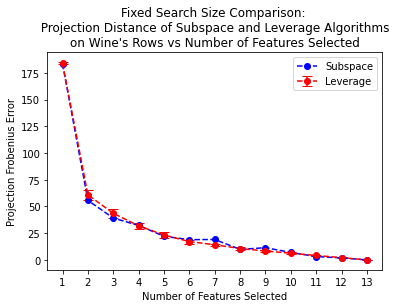 Fixed Search Size Comparison:
Projection Distance of Subspace and Leverage Algorithms
on Wine's Rows vs Number of Features Selected
Subspace
Leverage
Projection Frobenius Error
175
150
125
100
75
50
25
0
1 2 3 4 5 6 7 8 9 10 11 12 13
Number of Features Selected